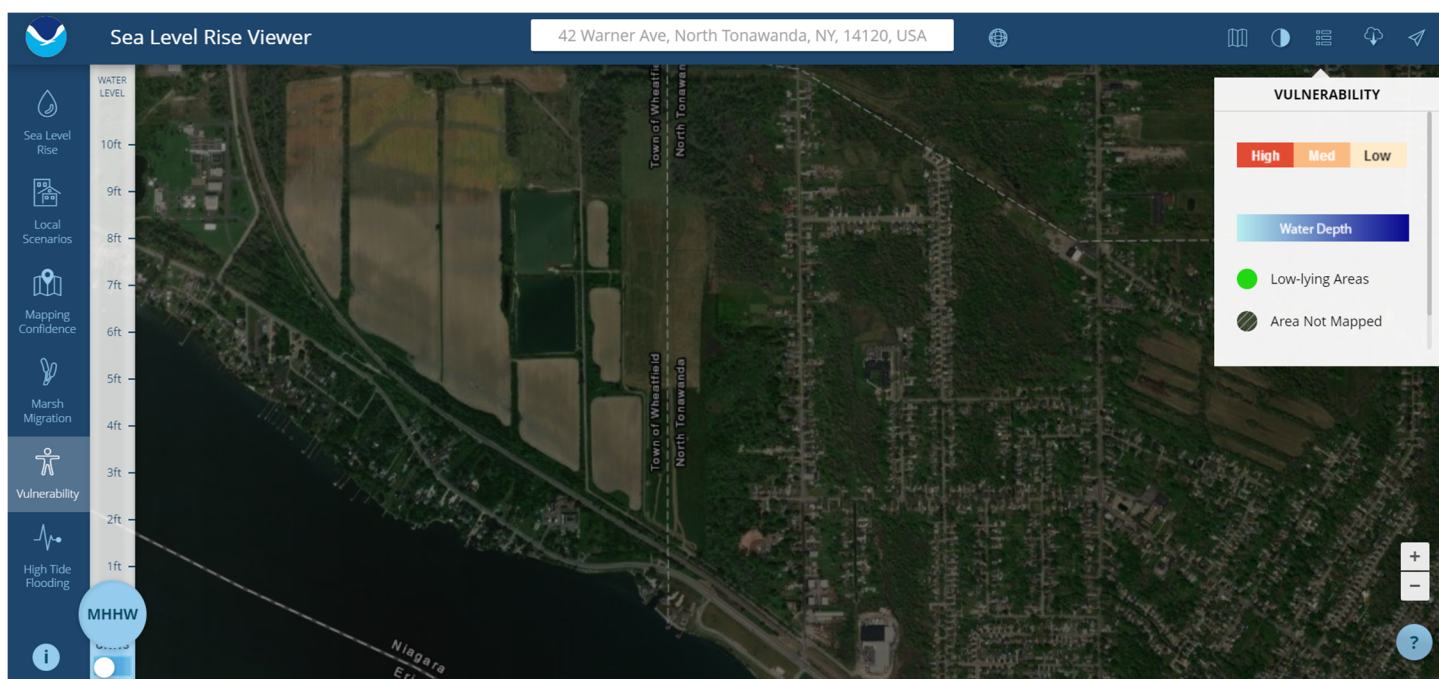 Sea Level Rise Viewer
42 Warner Ave, North Tonawanda, NY, 14120, USA
Sea Level
Rise
Local
Scenarios
Mapping
Confidence
Marsh
Migration
Vulnerability
High Tide
Flooding
i
WATER
LEVEL
10ft
9ft
8ft
7ft
6ft
5ft
4ft
3ft
2ft
1ft
MHHW
Town of Wheatfie
North Tonawan
Town of Wheatfield
North Tonawanda
Niagara
Eri
VULNERABILITY
High Med Low
Water Depth
Low-lying Areas
Area Not Mapped
+
−
?